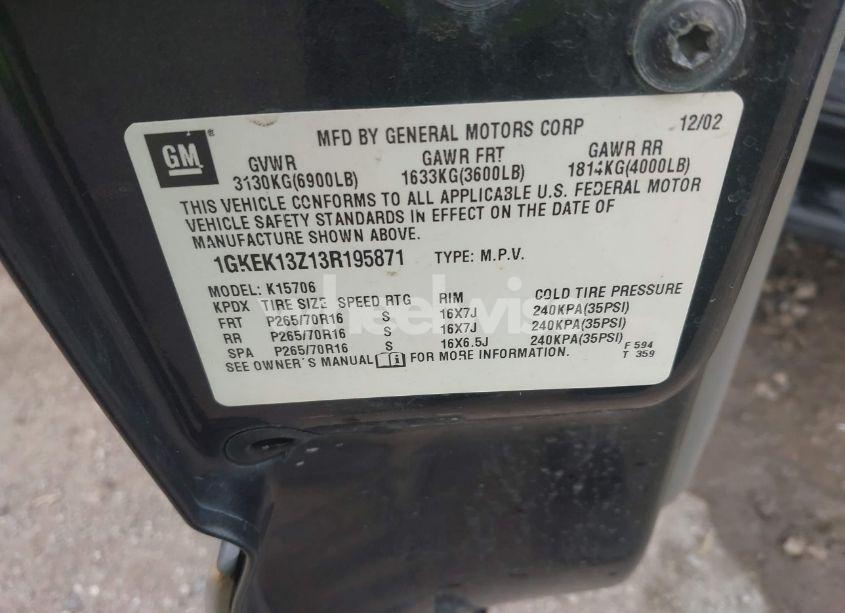 GM
MFD BY GENERAL MOTORS CORP 12/02
GVWR GAWR FRT GAWR RR
3130KG(6900LB) 1633KG(3600LB) 1814KG(4000LB)
THIS VEHICLE CONFORMS TO ALL APPLICABLE U.S. FEDERAL MOTOR
VEHICLE SAFETY STANDARDS IN EFFECT ON THE DATE OF
MANUFACTURE SHOWN ABOVE.
1GKEK13Z13R195871 TYPE: M.P.V.
MODEL: K15706
KPDX TIRE SIZE SPEED RTG RIM COLD TIRE PRESSURE
FRT P265/70R16 S 16X7J 240KPA(35PSI)
RR P265/70R16 S 16X7J 240KPA(35PSI)
SPA P265/70R16 S 16X6.5J 240KPA(35PSI)
SEE OWNER'S MANUAL FOR MORE INFORMATION.
F 594
T 359